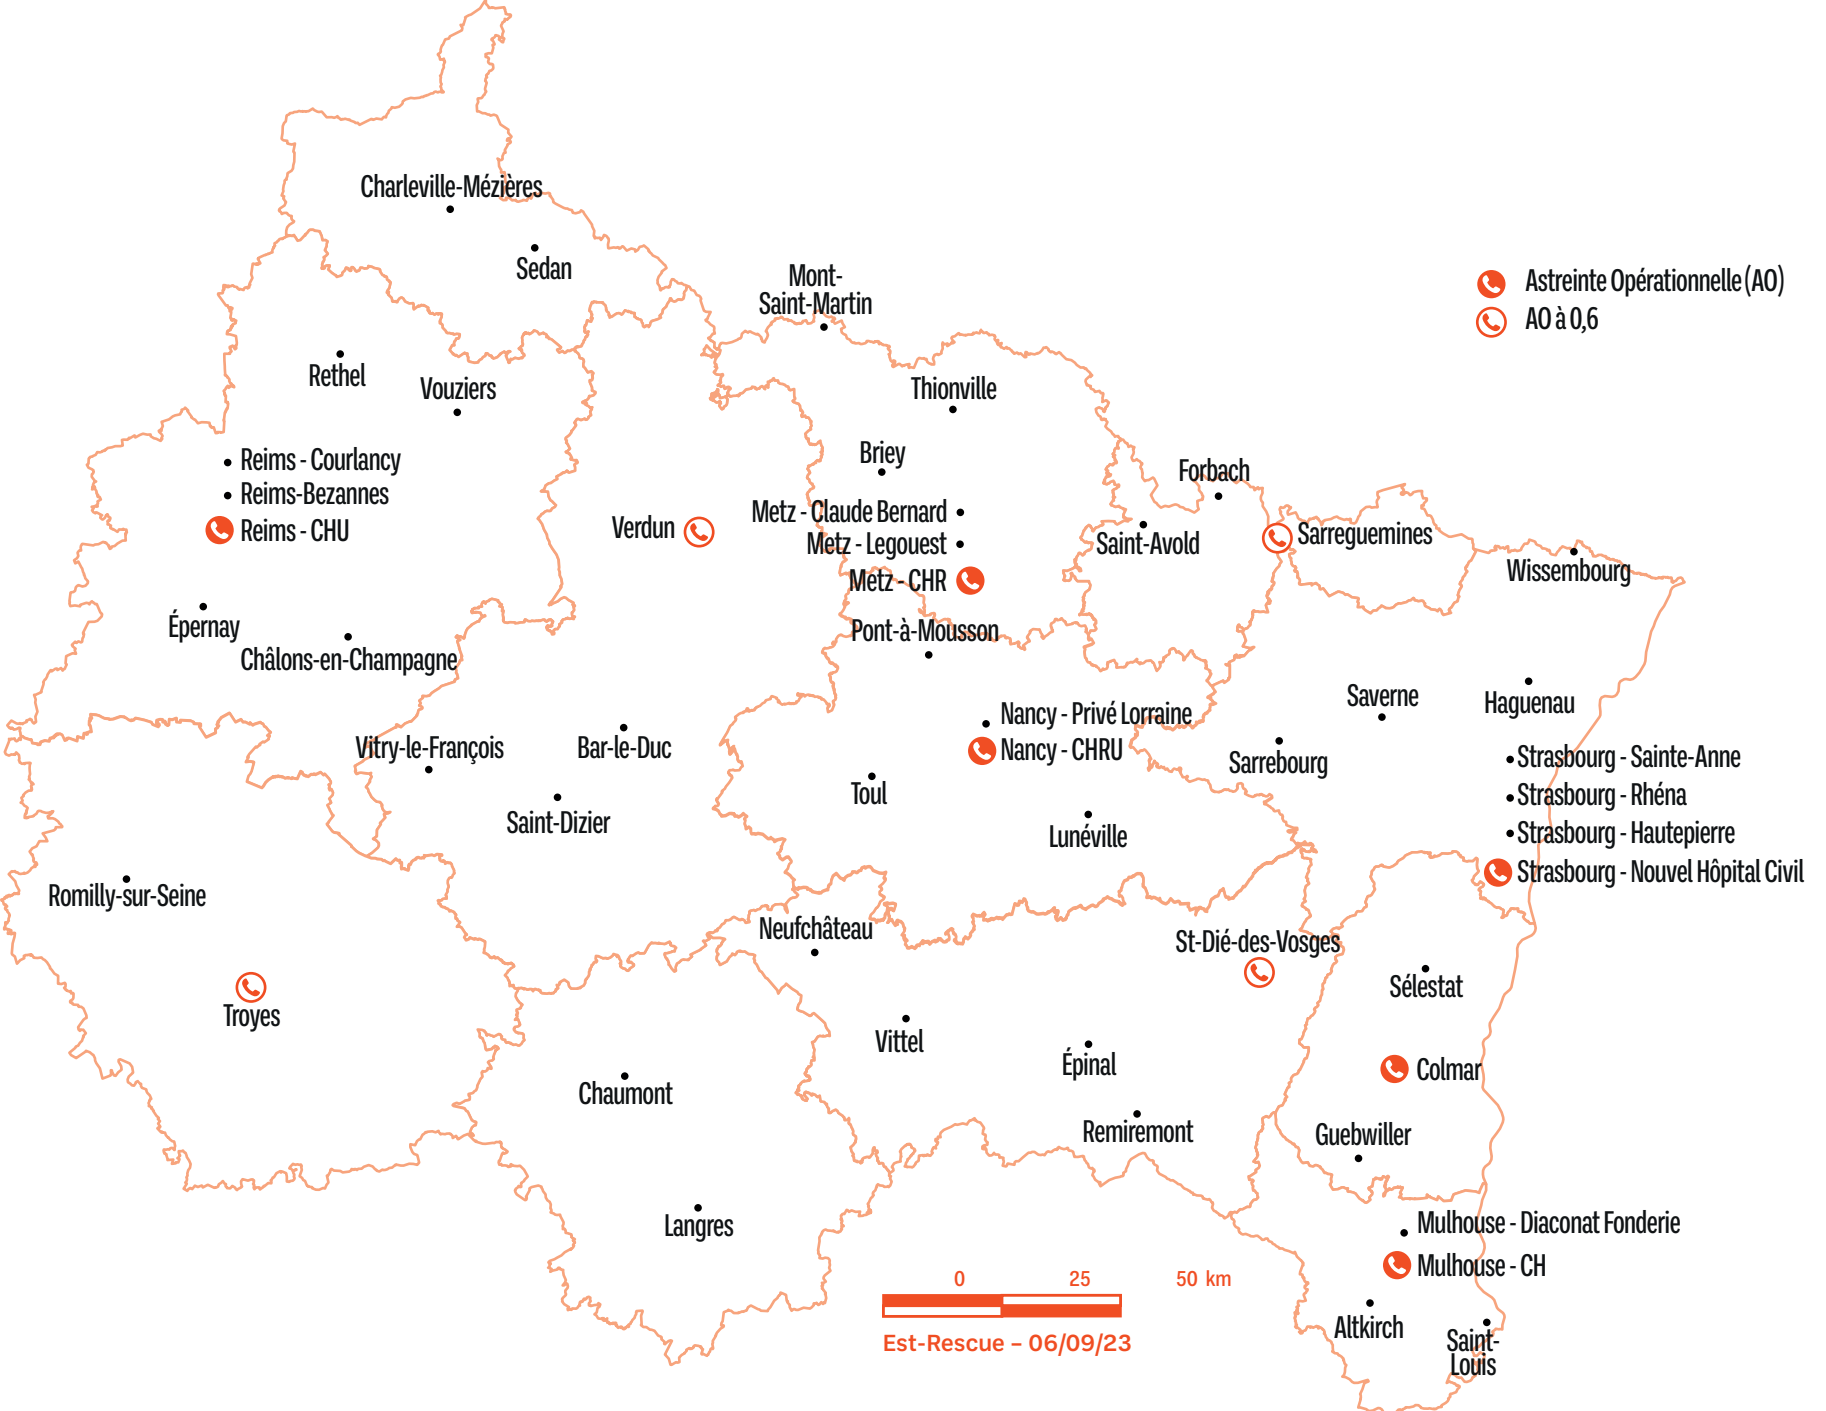 Charleville-Mézières
Sedan
Mont-
Saint-Martin
Astreinte Opérationnelle (AO)
AO à 0,6
Rethel
Vouziers
Thionville
Briey
Reims - Courlancy
Reims-Bezannes
Reims - CHU
Forbach
Verdun
Metz - Claude Bernard
Metz - Legouest
Metz - CHR
Saint-Avold
Sarreguemines
Wissembourg
Épernay
Châlons-en-Champagne
Pont-à-Mousson
Saverne
Haguenau
Nancy - Privé Lorraine
Nancy - CHRU
Vitry-le-François
Bar-le-Duc
Sarrebourg
Strasbourg - Sainte-Anne
Strasbourg - Rhéna
Strasbourg - Hautepierre
Strasbourg - Nouvel Hôpital Civil
Toul
Saint-Dizier
Lunéville
Romilly-sur-Seine
Neufchâteau
St-Dié-des-Vosges
Sélestat
Troyes
Vittel
Épinal
Colmar
Chaumont
Remiremont
Guebwiller
Langres
Mulhouse - Diaconat Fonderie
Mulhouse - CH
0 25 50 km
Est-Rescue – 06/09/23
Altkirch
Saint-
Louis